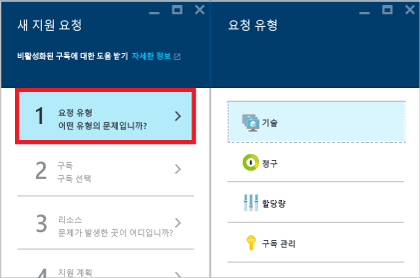 새 지원 요청
비활성화된 구독에 대한 도움 받기 자세한 정보
1 요청 유형
어떤 유형의 문제입니까?
2 구독
구독 선택
3 리소스
문제가 발생한 곳이 어디입니까?
4 지원 계획
요청 유형
기술
청구
할당량
구독 관리